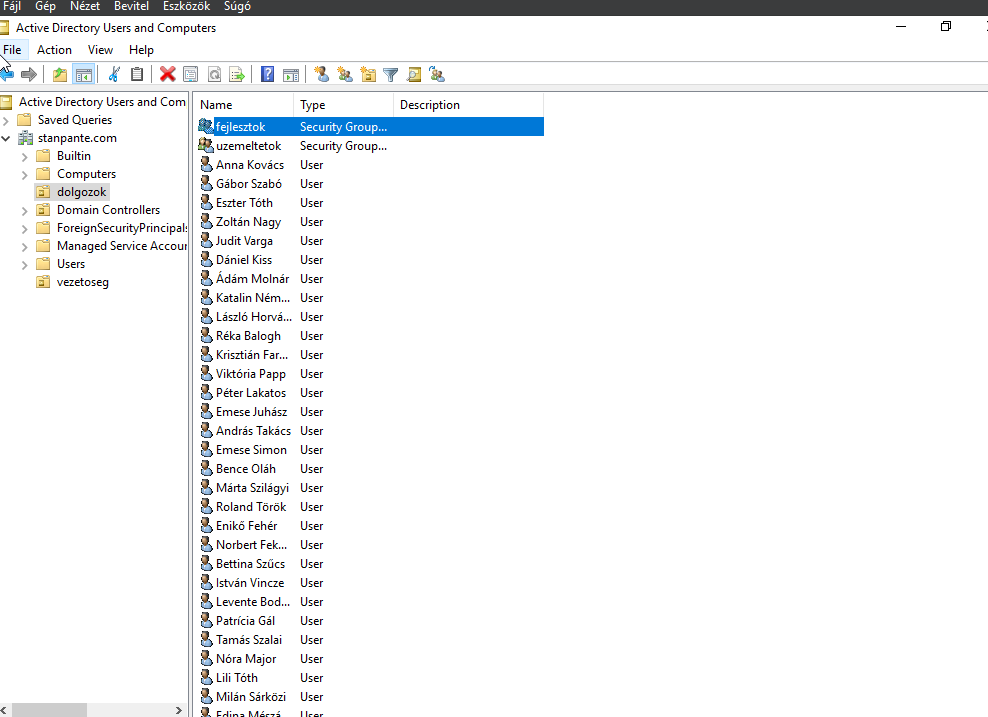 Fájl Gép Nézet Bevitel Eszközök Súgó
Active Directory Users and Computers
File Action View Help
Active Directory Users and Com
Saved Queries
stanpante.com
Builtin
Computers
dolgozok
Domain Controllers
ForeignSecurityPrincipals
Managed Service Accour
Users
vezetoseg
Name Type Description
fejlesztok Security Group...
uzemeltetok Security Group...
Anna Kovács User
Gábor Szabó User
Eszter Tóth User
Zoltán Nagy User
Judit Varga User
Dániel Kiss User
Ádám Molnár User
Katalin Ném... User
László Horvá... User
Réka Balogh User
Krisztián Far... User
Viktória Papp User
Péter Lakatos User
Emese Juhász User
András Takács User
Emese Simon User
Bence Oláh User
Márta Szilágyi User
Roland Török User
Enikő Fehér User
Norbert Fek... User
Bettina Szűcs User
István Vincze User
Levente Bod... User
Patrícia Gál User
Tamás Szalai User
Nóra Major User
Lili Tóth User
Milán Sárközi User
Edina Mészá... User